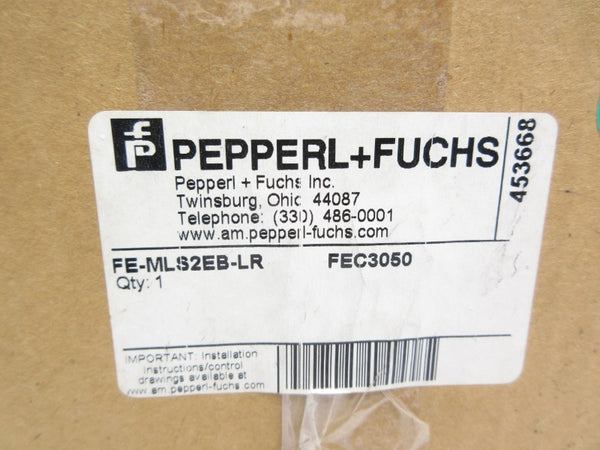 PEPPERL+FUCHS
Pepperl + Fuchs Inc.
Twinsburg, Ohio 44087
Telephone: (330) 486-0001
www.am.pepperl-fuchs.com
453668
FE-MLS2EB-LR FEC3050
Qty: 1
IMPORTANT: Installation
instructions/control
drawings available at
www.am.pepperl-fuchs.com